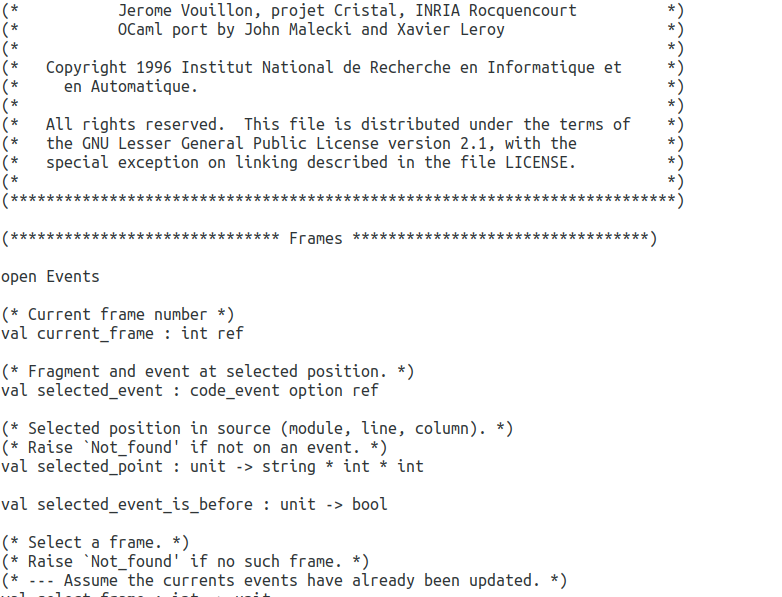 (*           Jerome Vouillon, projet Cristal, INRIA Rocquencourt          *)
(*           OCaml port by John Malecki and Xavier Leroy                  *)
(*                                                                        *)
(*   Copyright 1996 Institut National de Recherche en Informatique et     *)
(*     en Automatique.                                                    *)
(*                                                                        *)
(*   All rights reserved.  This file is distributed under the terms of    *)
(*   the GNU Lesser General Public License version 2.1, with the          *)
(*   special exception on linking described in the file LICENSE.          *)
(*                                                                        *)
(**************************************************************************)
(****************************** Frames *********************************)
open Events
(* Current frame number *)
val current_frame : int ref
(* Fragment and event at selected position. *)
val selected_event : code_event option ref
(* Selected position in source (module, line, column). *)
(* Raise `Not_found' if not on an event. *)
val selected_point : unit -> string * int * int
val selected_event_is_before : unit -> bool
(* Select a frame. *)
(* Raise `Not_found' if no such frame. *)
(* --- Assume the currents events have already been updated. *)
val select_frame : int -> unit